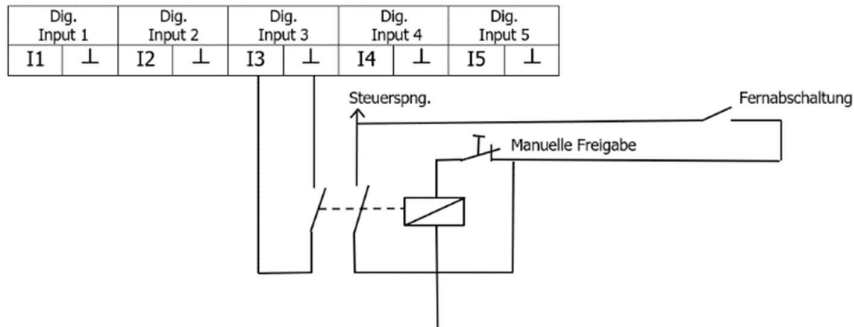 Dig. Dig. Dig. Dig. Dig.
Input 1 Input 2 Input 3 Input 4 Input 5
I1 ⊥ I2 ⊥ I3 ⊥ I4 ⊥ I5 ⊥
Steuerspng. Fernabschaltung
Manuelle Freigabe